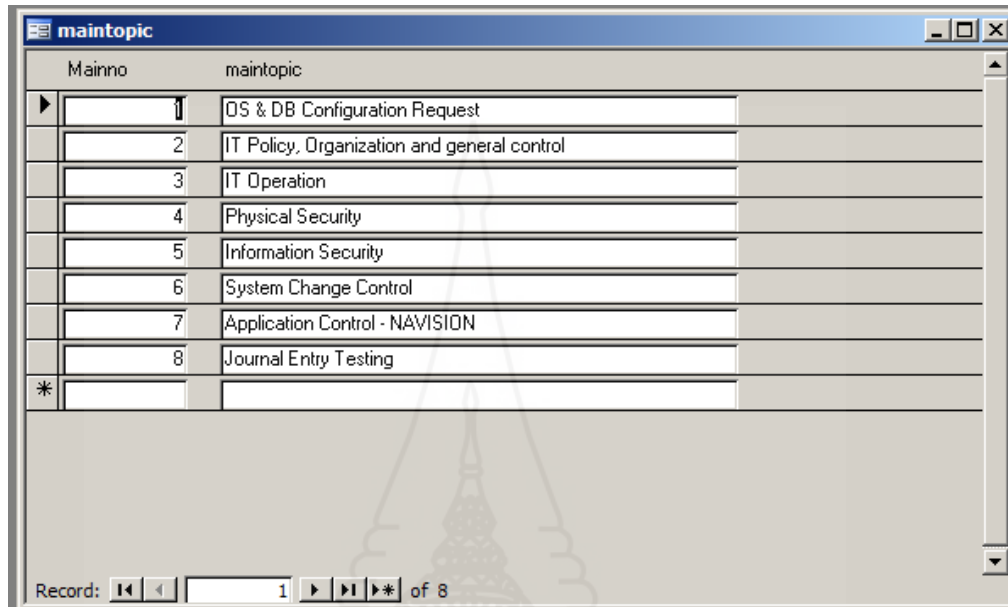 maintopic
Mainno maintopic
1 OS & DB Configuration Request
2 IT Policy, Organization and general control
3 IT Operation
4 Physical Security
5 Information Security
6 System Change Control
7 Application Control - NAVISION
8 Journal Entry Testing
Record: 1 of 8